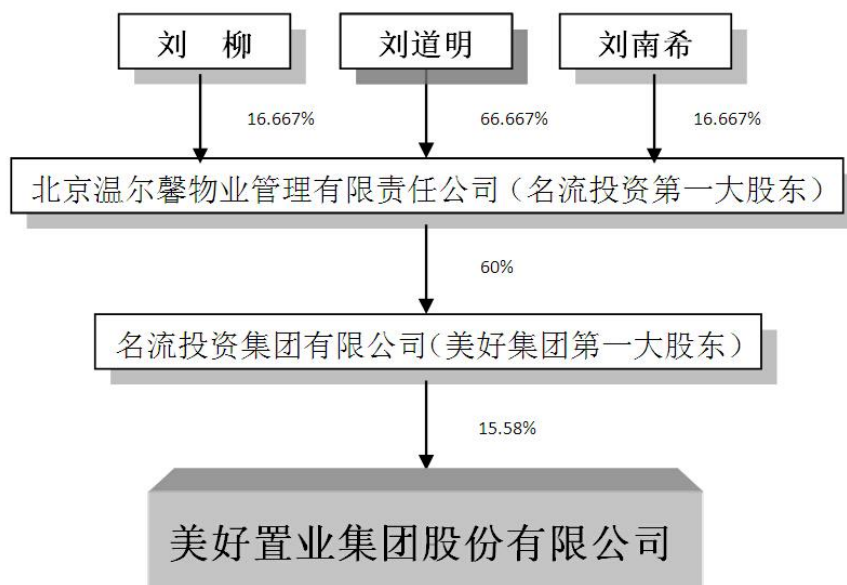 刘 柳
刘道明
刘南希
16.667%
66.667%
16.667%
北京温尔馨物业管理有限责任公司（名流投资第一大股东）
60%
名流投资集团有限公司（美好集团第一大股东）
15.58%
美好置业集团股份有限公司